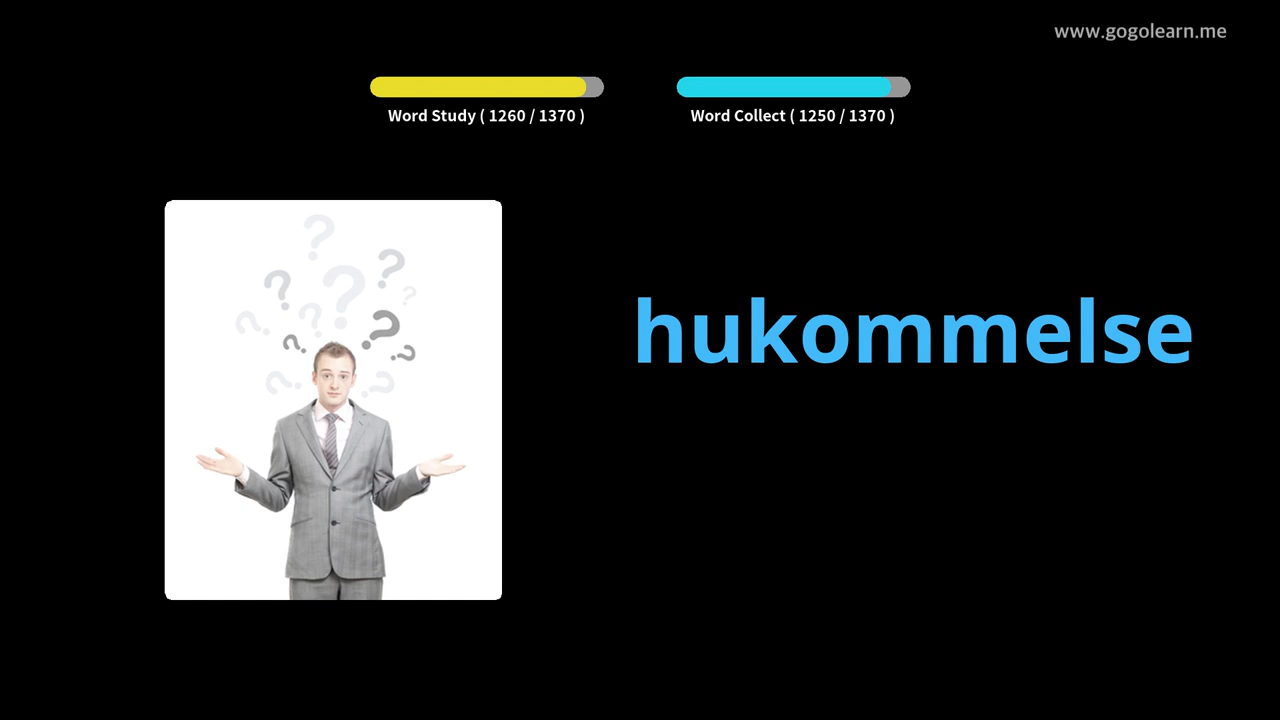 www.gogolearn.me
Word Study ( 1260 / 1370 )
Word Collect ( 1250 / 1370 )
? ? ? ? ? ? ? ? ? ? ? ?
hukommelse